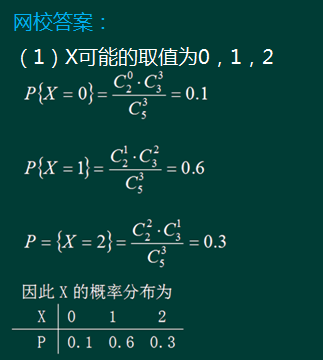 网校答案：
（1）X可能的取值为0，1，2
P{X = 0} = \frac{C_2^0 \cdot C_3^3}{C_5^3} = 0.1
P{X = 1} = \frac{C_2^1 \cdot C_3^2}{C_5^3} = 0.6
P = {X = 2} = \frac{C_2^2 \cdot C_3^1}{C_5^3} = 0.3
因此 X 的概率分布为
X 0 1 2
P 0.1 0.6 0.3